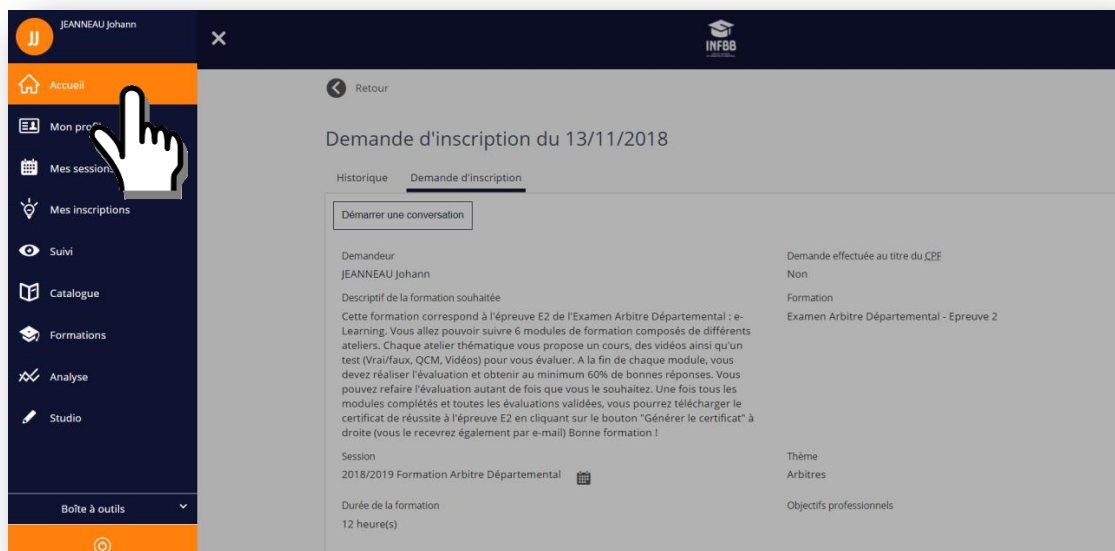 JJ
JEANNEAU Johann
Accueil
Mon
Mes sessions
Mes inscriptions
Suivi
Catalogue
Formations
Analyse
Studio
Boîte à outils
INFBB
Retour
Demande d'inscription du 13/11/2018
Historique Demande d'inscription
Démarrer une conversation
Demandeur
JEANNEAU Johann
Demande effectuée au titre du CPF
Non
Descriptif de la formation souhaitée
Cette formation correspond à l'épreuve E2 de l'Examen Arbitre Départemental : e-
Learning. Vous allez pouvoir suivre 6 modules de formation composés de différents
ateliers. Chaque atelier thématique vous propose un cours, des vidéos ainsi qu'un
test (Vrai/faux, QCM, Vidéos) pour vous évaluer. A la fin de chaque module, vous
devez réaliser l'évaluation et obtenir au minimum 60% de bonnes réponses. Vous
pouvez refaire l'évaluation autant de fois que vous le souhaitez. Une fois tous les
modules complétés et toutes les évaluations validées, vous pourrez télécharger le
certificat de réussite à l'épreuve E2 en cliquant sur le bouton "Générer le certificat" à
droite (vous le recevrez également par e-mail) Bonne formation !
Formation
Examen Arbitre Départemental - Epreuve 2
Session
2018/2019 Formation Arbitre Départemental
Thème
Arbitres
Durée de la formation
12 heure(s)
Objectifs professionnels